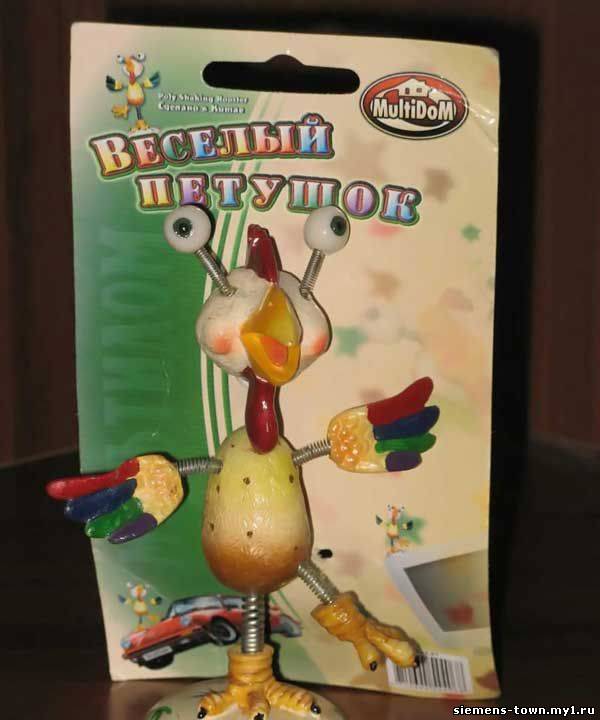 Poly Shaking Rooster
Сделано в Китае
MultiDoM
ВЕСЕЛЫЙ
ПЕТУШОК
siemens-town.my1.ru